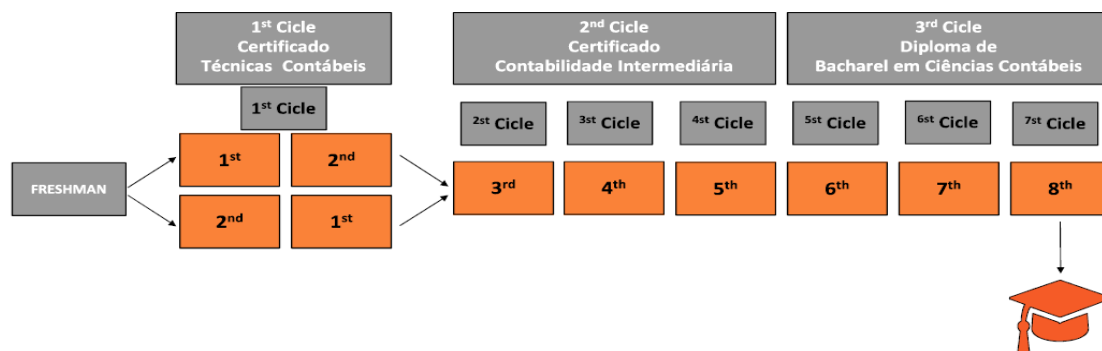 1st Cicle
Certificado
Técnicas Contábeis
2nd Cicle
Certificado
Contabilidade Intermediária
3rd Cicle
Diploma de
Bacharel em Ciências Contábeis
1st Cicle
2st Cicle
3st Cicle
4st Cicle
5st Cicle
6st Cicle
7st Cicle
FRESHMAN
1st
2nd
2nd
1st
3rd
4th
5th
6th
7th
8th